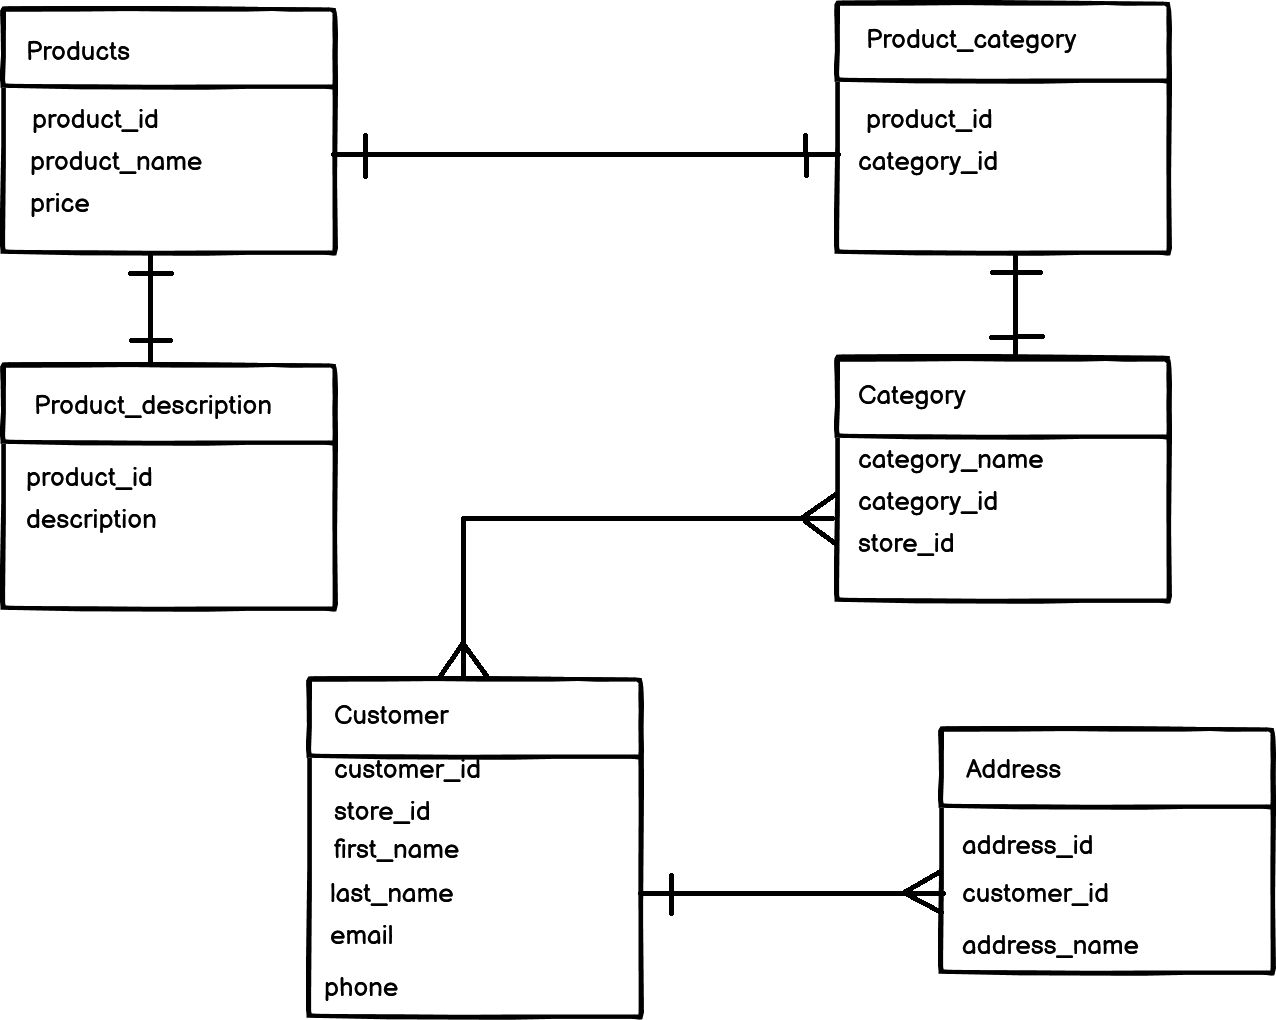 Products
product_id
product_name
price
Product_category
product_id
category_id
Product_description
product_id
description
Category
category_name
category_id
store_id
Customer
customer_id
store_id
first_name
last_name
email
phone
Address
address_id
customer_id
address_name